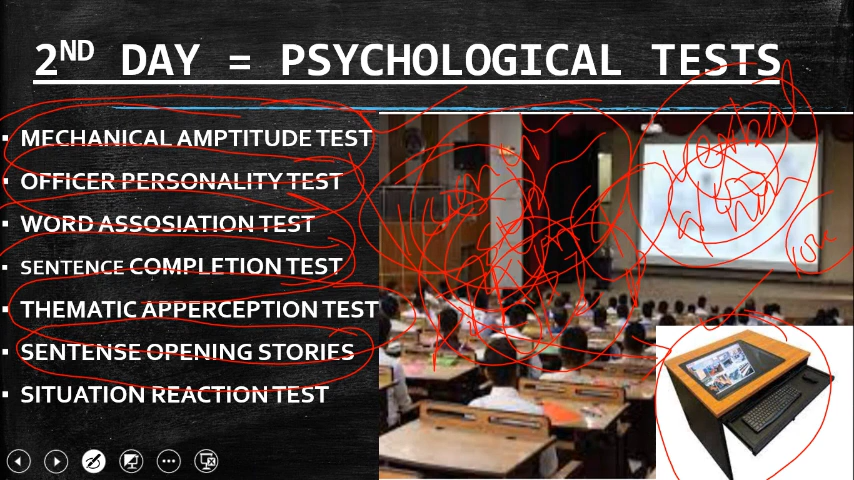 2ND DAY = PSYCHOLOGICAL TESTS
MECHANICAL AMPTITUDE TEST
OFFICER PERSONALITY TEST
WORD ASSOSIATION TEST
SENTENCE COMPLETION TEST
THEMATIC APPERCEPTION TEST
SENTENSE OPENING STORIES
SITUATION REACTION TEST